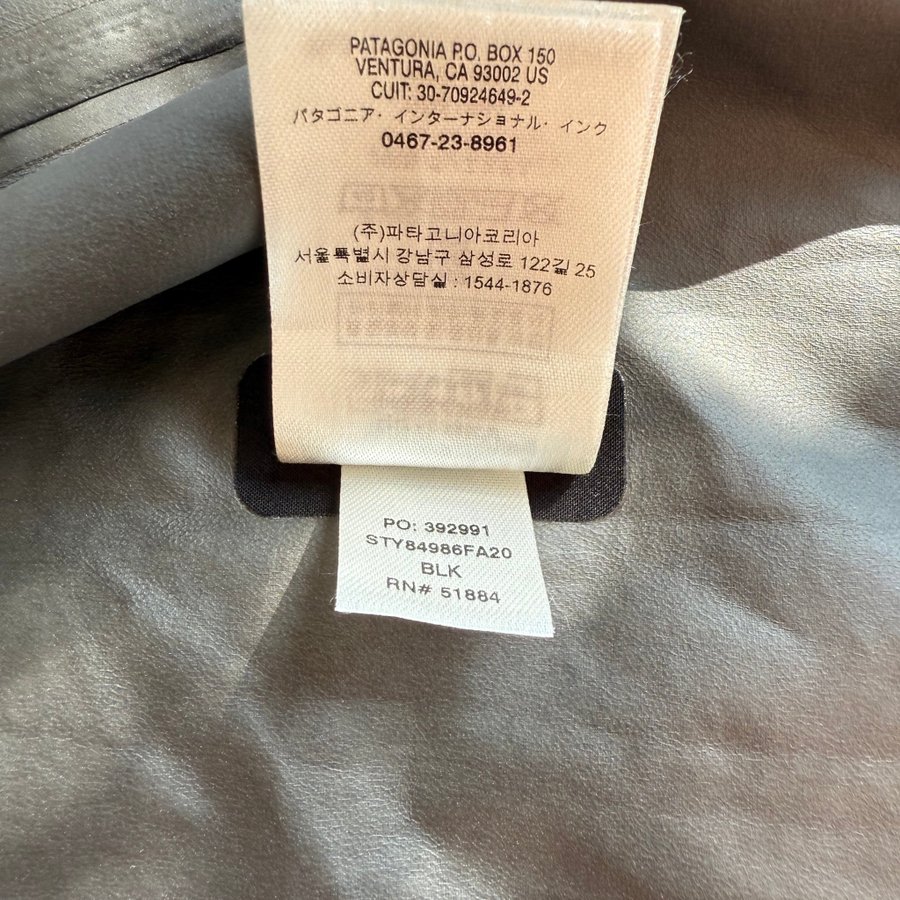 PATAGONIA P.O. BOX 150
VENTURA, CA 93002 US
CUIT: 30-70924649-2
パタゴニア・インターナショナル・インク
0467-23-8961
(주)파타고니아코리아
서울특별시 강남구 삼성로 122길 25
소비자상담실 : 1544-1876
PO: 392991
STY84986FA20
BLK
RN# 51884